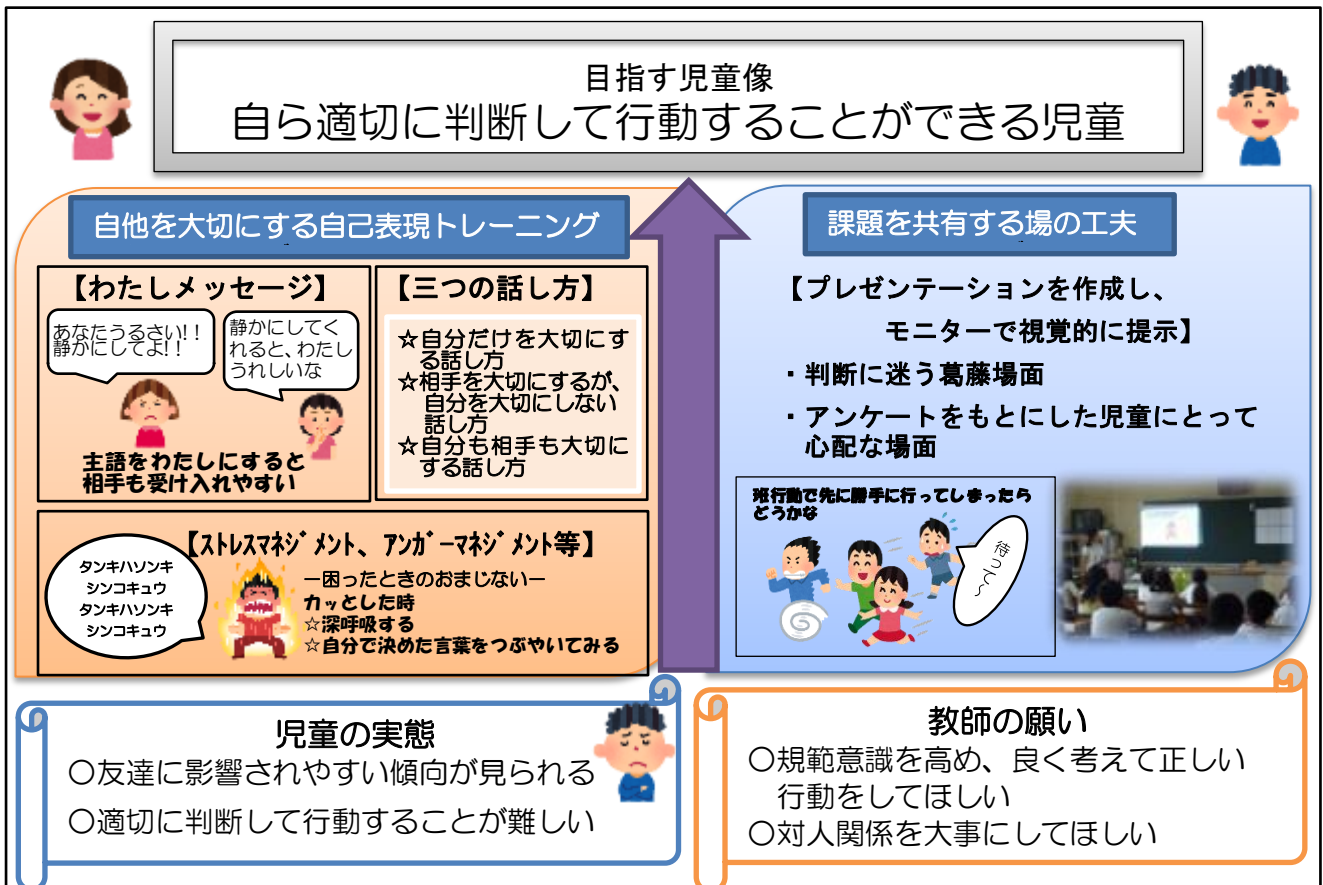 目指す児童像
自ら適切に判断して行動することができる児童
自他を大切にする自己表現トレーニング
【わたしメッセージ】
あなたうるさい!!
静かにしてよ!!
静かにしてく
れると、わたし
うれしいな
主語をわたしにすると
相手も受け入れやすい
【三つの話し方】
☆自分だけを大切にす
る話し方
☆相手を大切にするが、
自分を大切にしない
話し方
☆自分も相手も大切に
する話し方
【ストレスマネジメント、アンガーマネジメント等】
タンキハソンキ
シンコキュウ
タンキハソンキ
シンコキュウ
ー困ったときのおまじないー
カッとした時
☆深呼吸する
☆自分で決めた言葉をつぶやいてみる
課題を共有する場の工夫
【プレゼンテーションを作成し、
モニターで視覚的に提示】
・判断に迷う葛藤場面
・アンケートをもとにした児童にとって
心配な場面
班行動で先に勝手に行ってしまったら
どうかな
待って~
児童の実態
○友達に影響されやすい傾向が見られる
○適切に判断して行動することが難しい
教師の願い
○規範意識を高め、良く考えて正しい
行動をしてほしい
○対人関係を大事にしてほしい